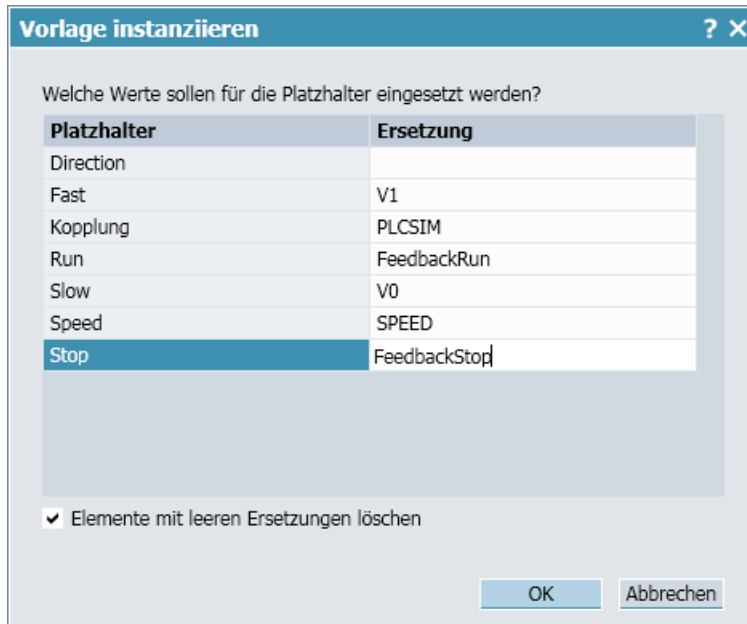 Vorlage instanziieren ? ×
Welche Werte sollen für die Platzhalter eingesetzt werden?
Platzhalter Ersetzung
Direction
Fast V1
Kopplung PLCSIM
Run FeedbackRun
Slow V0
Speed SPEED
Stop FeedbackStop
Elemente mit leeren Ersetzungen löschen
OK Abbrechen